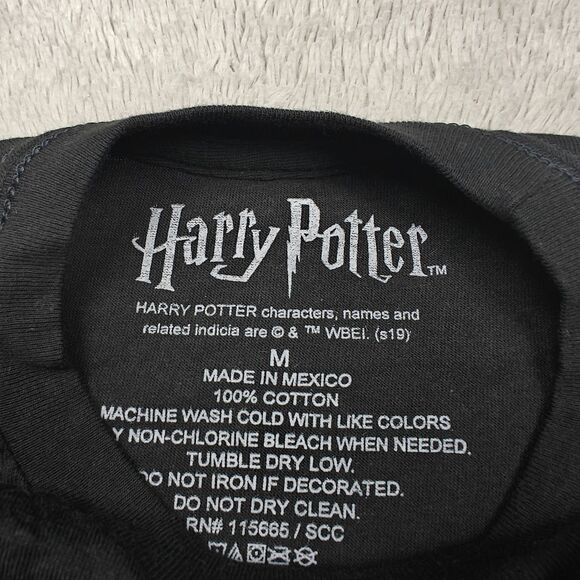 Harry Potter™
HARRY POTTER characters, names and
related indicia are © & ™ WBEI. (s19)
M
MADE IN MEXICO
100% COTTON
MACHINE WASH COLD WITH LIKE COLORS
Y NON-CHLORINE BLEACH WHEN NEEDED.
TUMBLE DRY LOW.
DO NOT IRON IF DECORATED.
DO NOT DRY CLEAN.
RN# 115665 / SCC